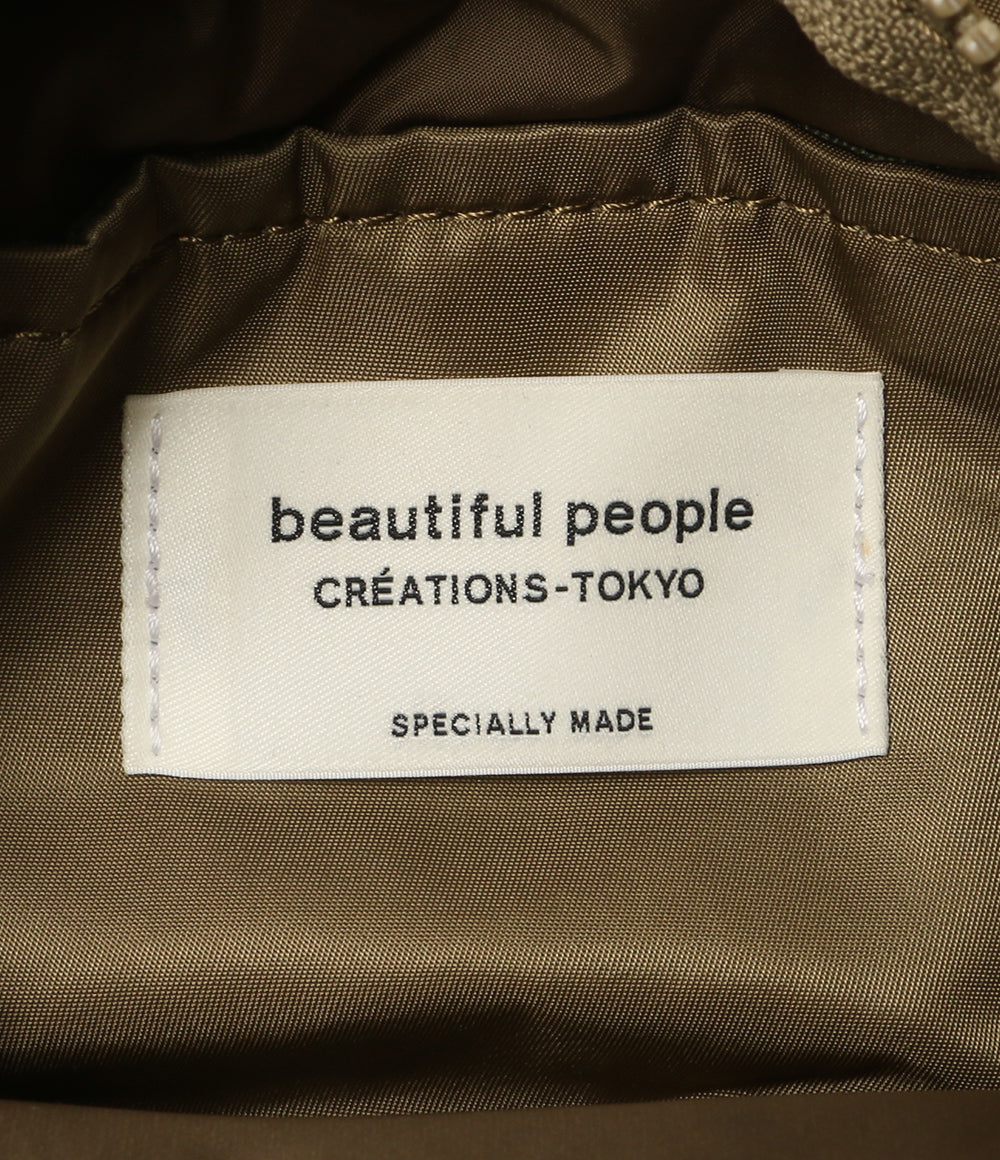 beautiful people
CRÉATIONS-TOKYO
SPECIALLY MADE